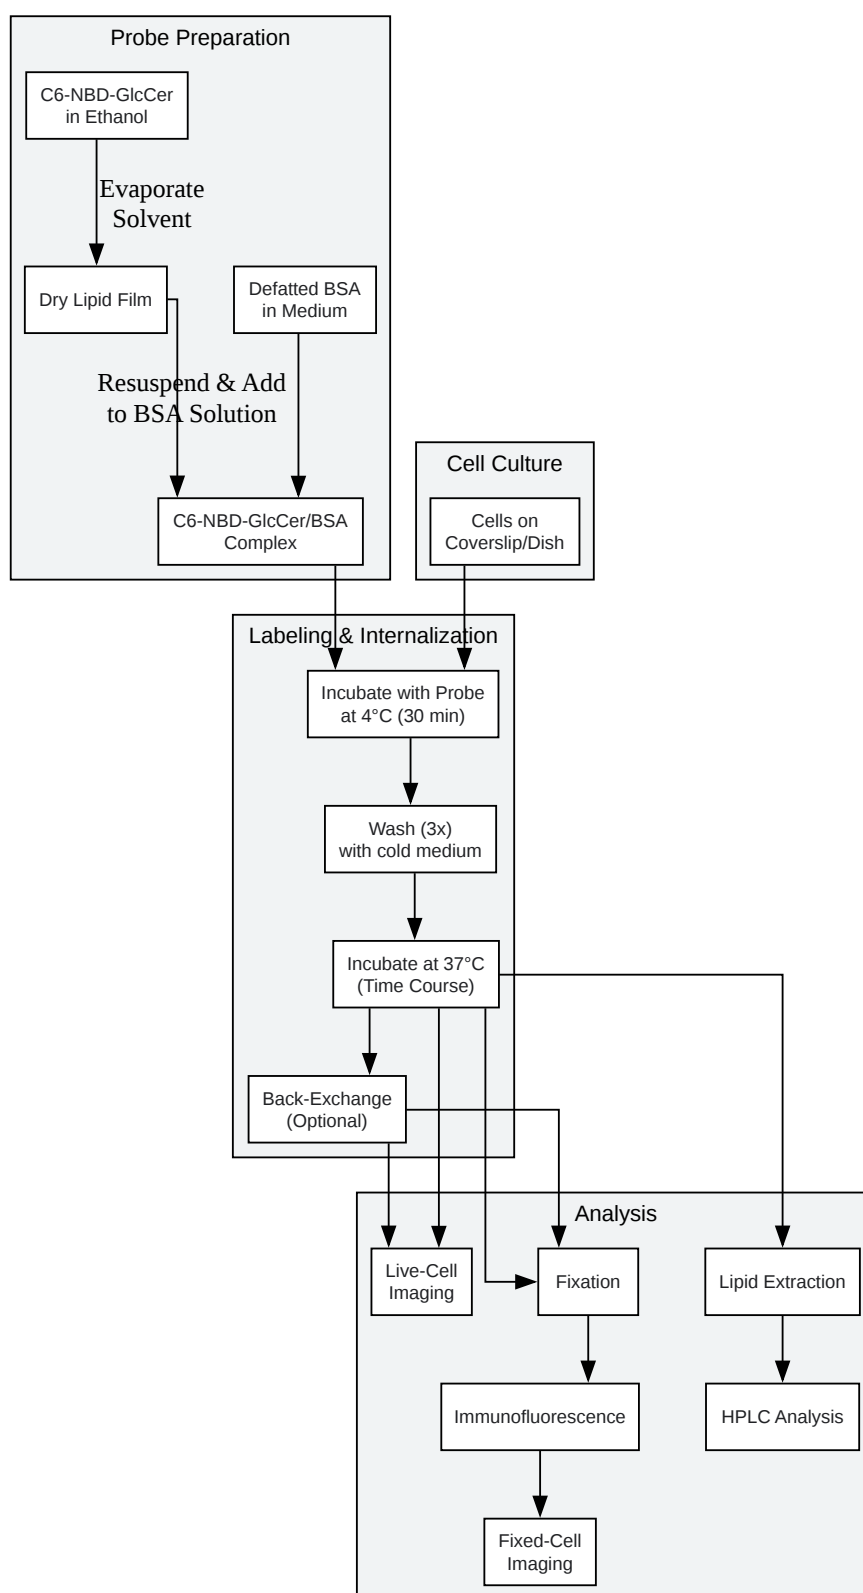 Probe Preparation
C6-NBD-GlcCer
in Ethanol
Evaporate
Solvent
Dry Lipid Film
Defatted BSA
in Medium
Resuspend & Add
to BSA Solution
C6-NBD-GlcCer/BSA
Complex
Cell Culture
Cells on
Coverslip/Dish
Labeling & Internalization
Incubate with Probe
at 4°C (30 min)
Wash (3x)
with cold medium
Incubate at 37°C
(Time Course)
Back-Exchange
(Optional)
Analysis
Live-Cell
Imaging
Fixation
Lipid Extraction
Immunofluorescence
HPLC Analysis
Fixed-Cell
Imaging